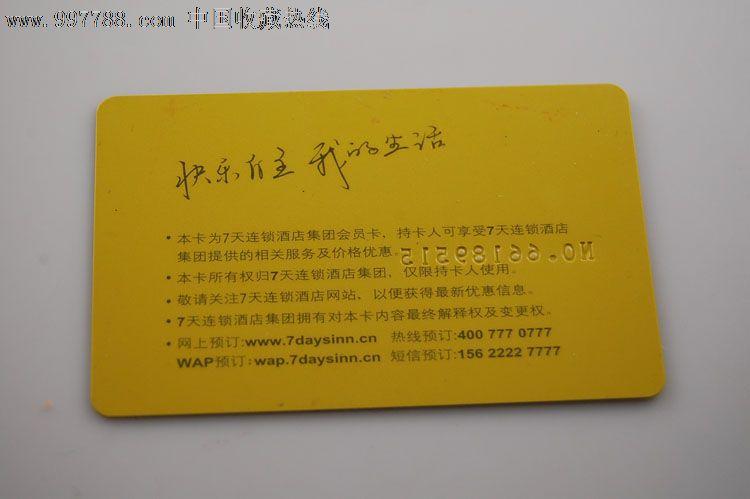 www.997788.com 中国收藏热线
快乐自主 我的生活
• 本卡为7天连锁酒店集团会员卡，持卡人可享受7天连锁酒店
集团提供的相关服务及价格优惠。
NO.66189515
• 本卡所有权归7天连锁酒店集团，仅限持卡人使用。
• 敬请关注7天连锁酒店网站，以便获得最新优惠信息。
• 7天连锁酒店集团拥有对本卡内容最终解释权及变更权。
• 网上预订:www.7daysinn.cn 热线预订:400 777 0777
WAP预订:wap.7daysinn.cn 短信预订:156 2222 7777